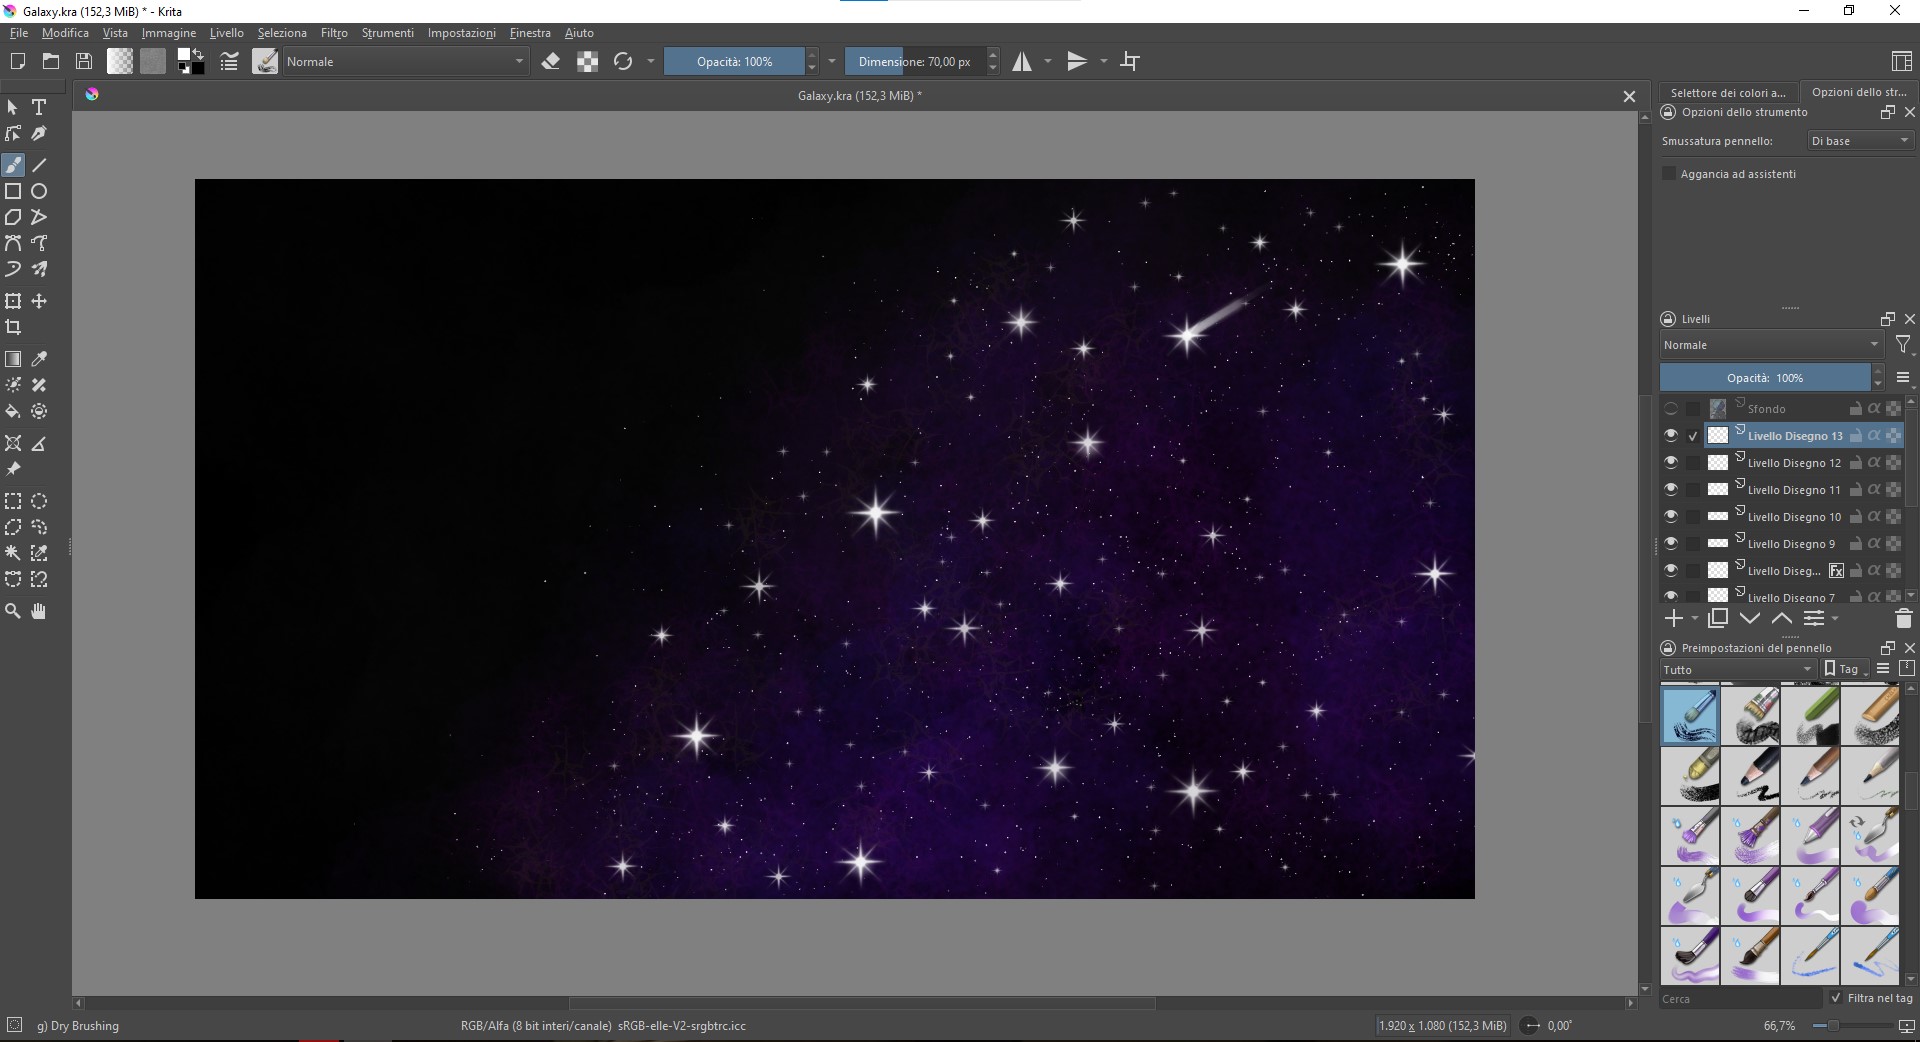 Galaxy.kra (152,3 MiB) * - Krita
File Modifica Vista Immagine Livello Seleziona Filtro Strumenti Impostazioni Finestra Aiuto
Normale Opacità: 100% Dimensione: 70,00 px
Galaxy.kra (152,3 MiB) *
Selettore dei colori a... Opzioni dello str...
Opzioni dello strumento
Smussatura pennello: Di base
Aggancia ad assistenti
Livelli
Normale
Opacità: 100%
Sfondo
Livello Disegno 13
Livello Disegno 12
Livello Disegno 11
Livello Disegno 10
Livello Disegno 9
Livello Diseg... Fx
Livello Disegno 7
Preimpostazioni del pennello
Tutto Tag
Cerca Filtra nel tag
g) Dry Brushing RGB/Alfa (8 bit interi/canale) sRGB-elle-V2-srgbtrc.icc 1.920 x 1.080 (152,3 MiB) 0,00° 66,7%